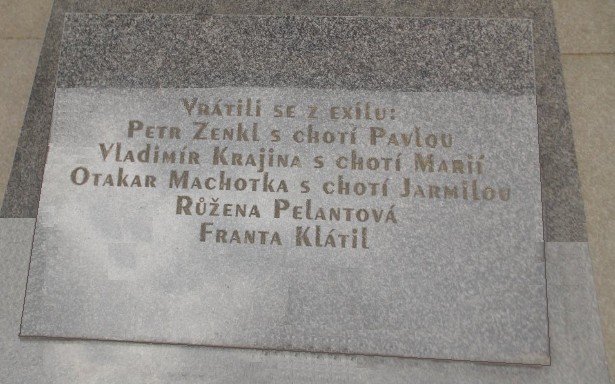 Vrátili se z exilu:
Petr Zenkl s chotí Pavlou
Vladimír Krajina s chotí Marií
Otakar Machotka s chotí Jarmilou
Růžena Pelantová
Franta Klátil